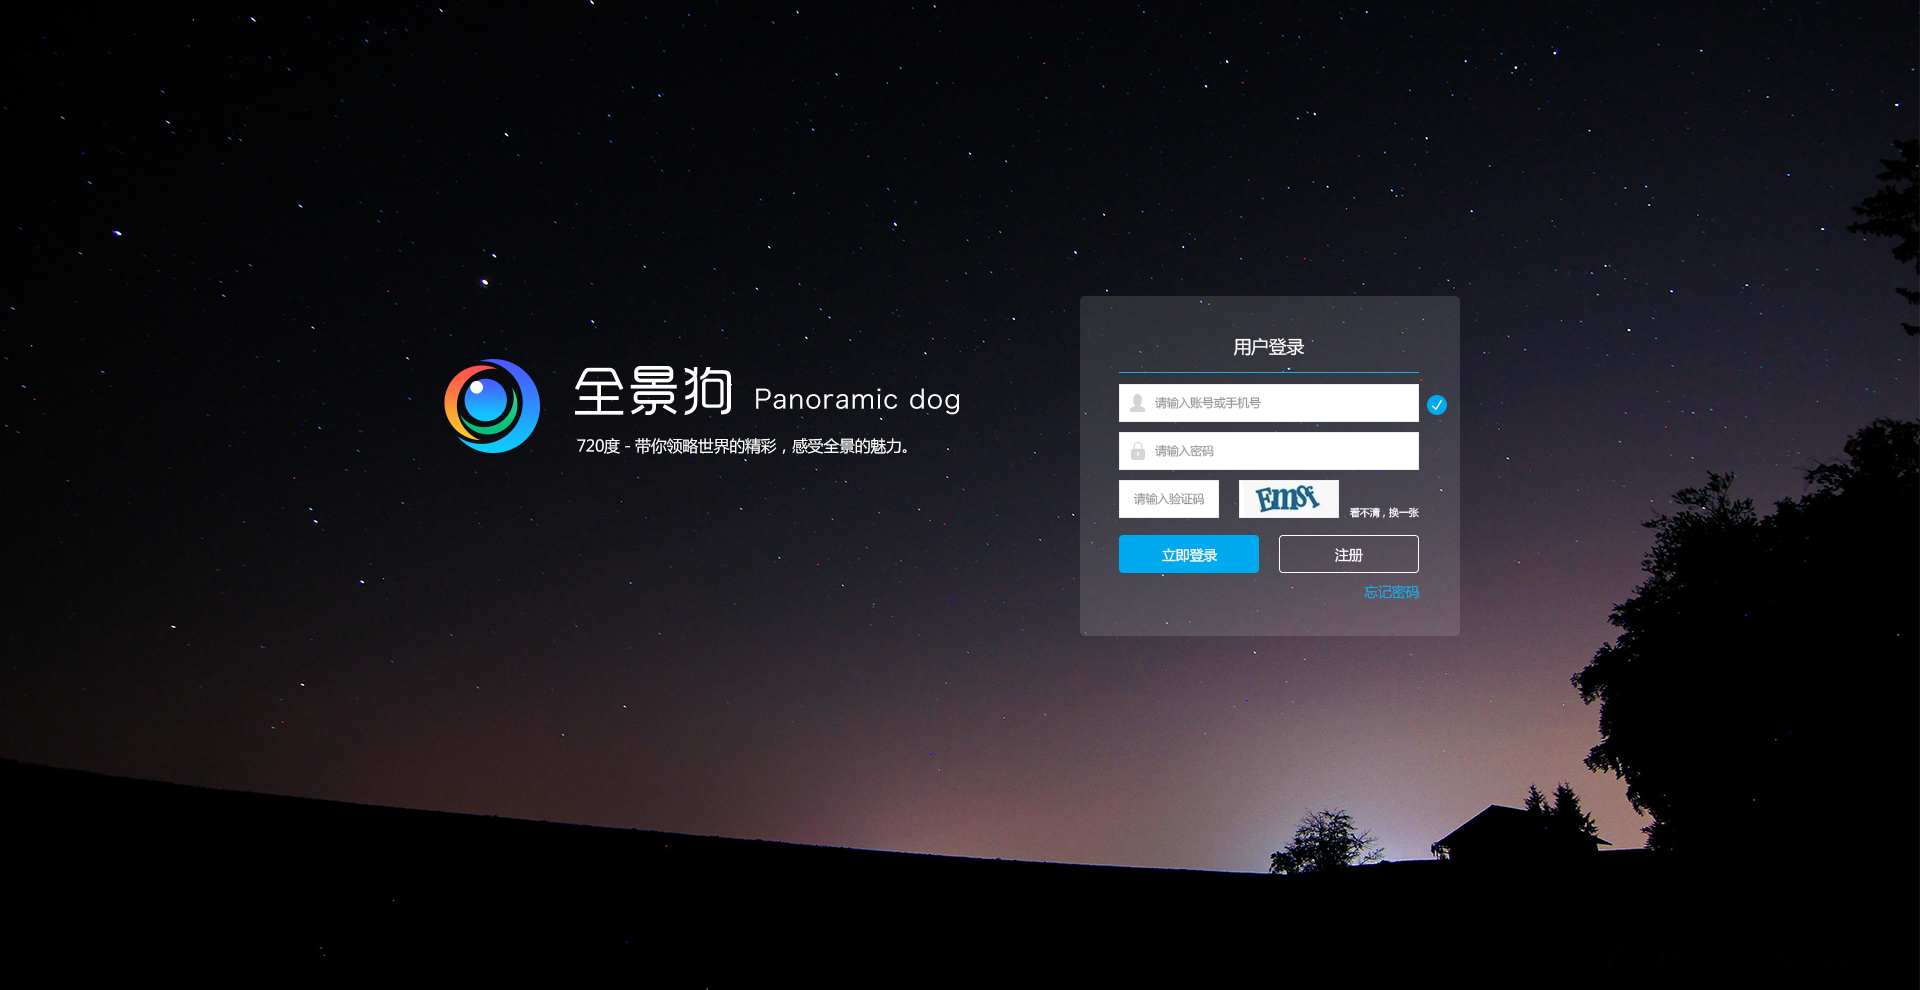 全景狗 Panoramic dog
720度 - 带你领略世界的精彩，感受全景的魅力。
用户登录
请输入账号或手机号
请输入密码
请输入验证码
Emsf
看不清，换一张
立即登录
注册
忘记密码